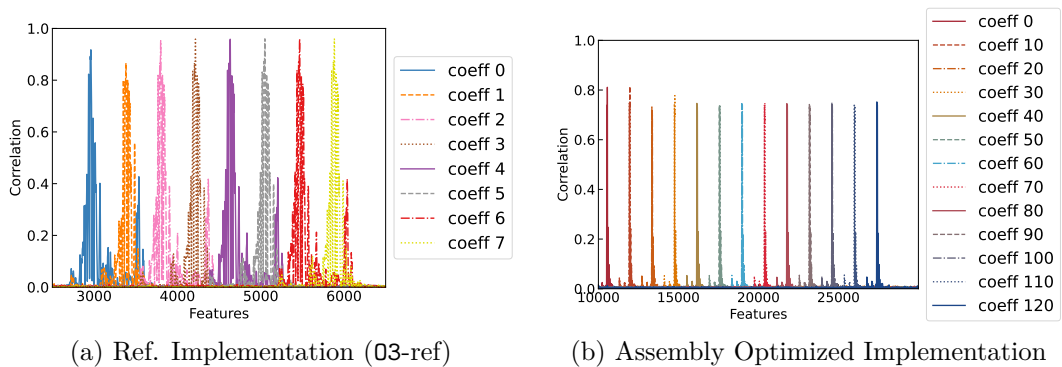 1.0
0.8
0.6
0.4
0.2
0.0
Correlation
3000
4000
5000
6000
Features
coeff 0
coeff 1
coeff 2
coeff 3
coeff 4
coeff 5
coeff 6
coeff 7
(a) Ref. Implementation (O3-ref)
1.0
0.8
0.6
0.4
0.2
0.0
Correlation
10000
15000
20000
25000
Features
coeff 0
coeff 10
coeff 20
coeff 30
coeff 40
coeff 50
coeff 60
coeff 70
coeff 80
coeff 90
coeff 100
coeff 110
coeff 120
(b) Assembly Optimized Implementation